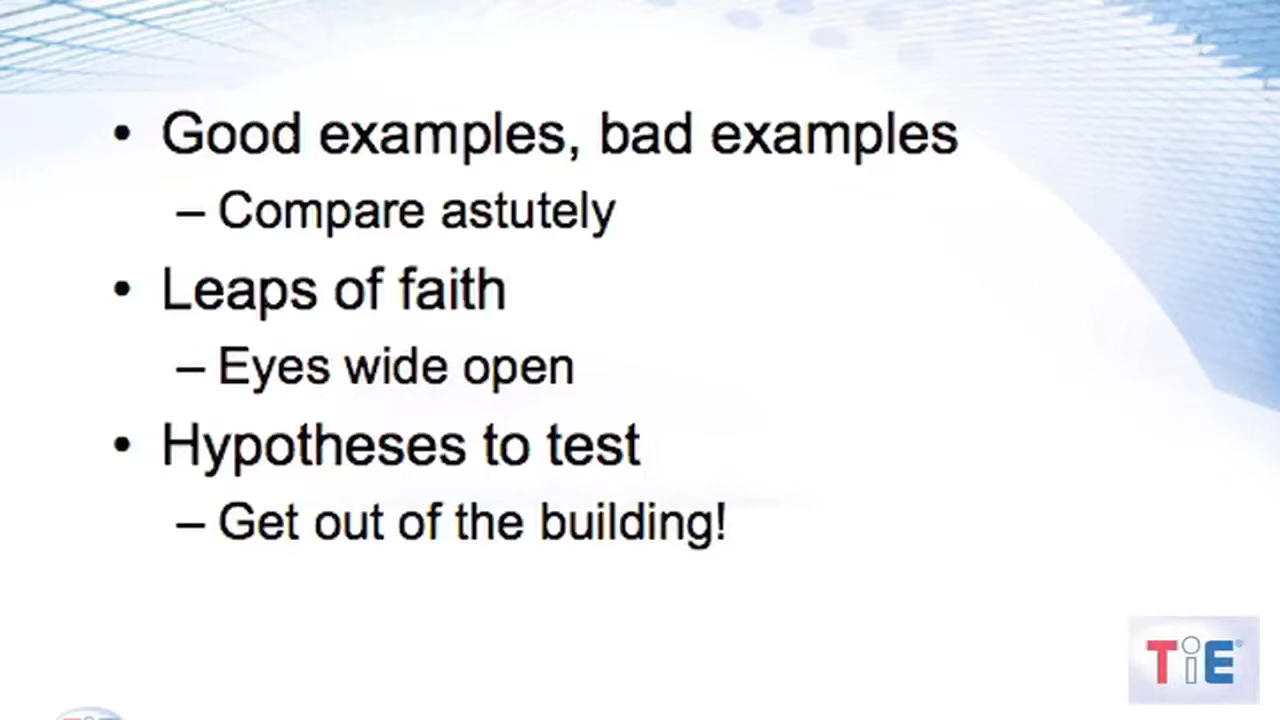 • Good examples, bad examples
– Compare astutely
• Leaps of faith
– Eyes wide open
• Hypotheses to test
– Get out of the building!
TiE®